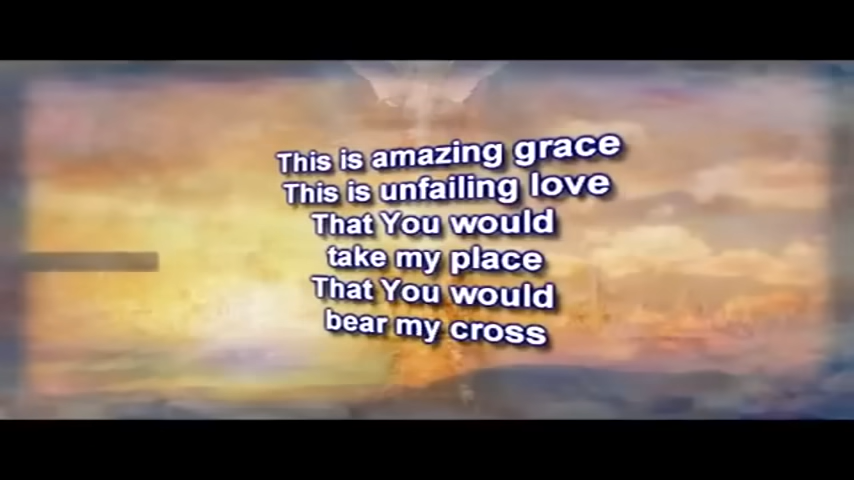 This is amazing grace
This is unfailing love
That You would
take my place
That You would
bear my cross